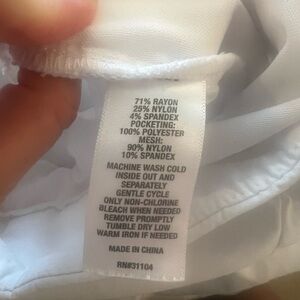 71% RAYON
25% NYLON
4% SPANDEX
POCKETING:
100% POLYESTER
MESH:
90% NYLON
10% SPANDEX
MACHINE WASH COLD
INSIDE OUT AND
SEPARATELY
GENTLE CYCLE
ONLY NON-CHLORINE
BLEACH WHEN NEEDED
REMOVE PROMPTLY
TUMBLE DRY LOW
WARM IRON IF NEEDED
MADE IN CHINA
RN#31104